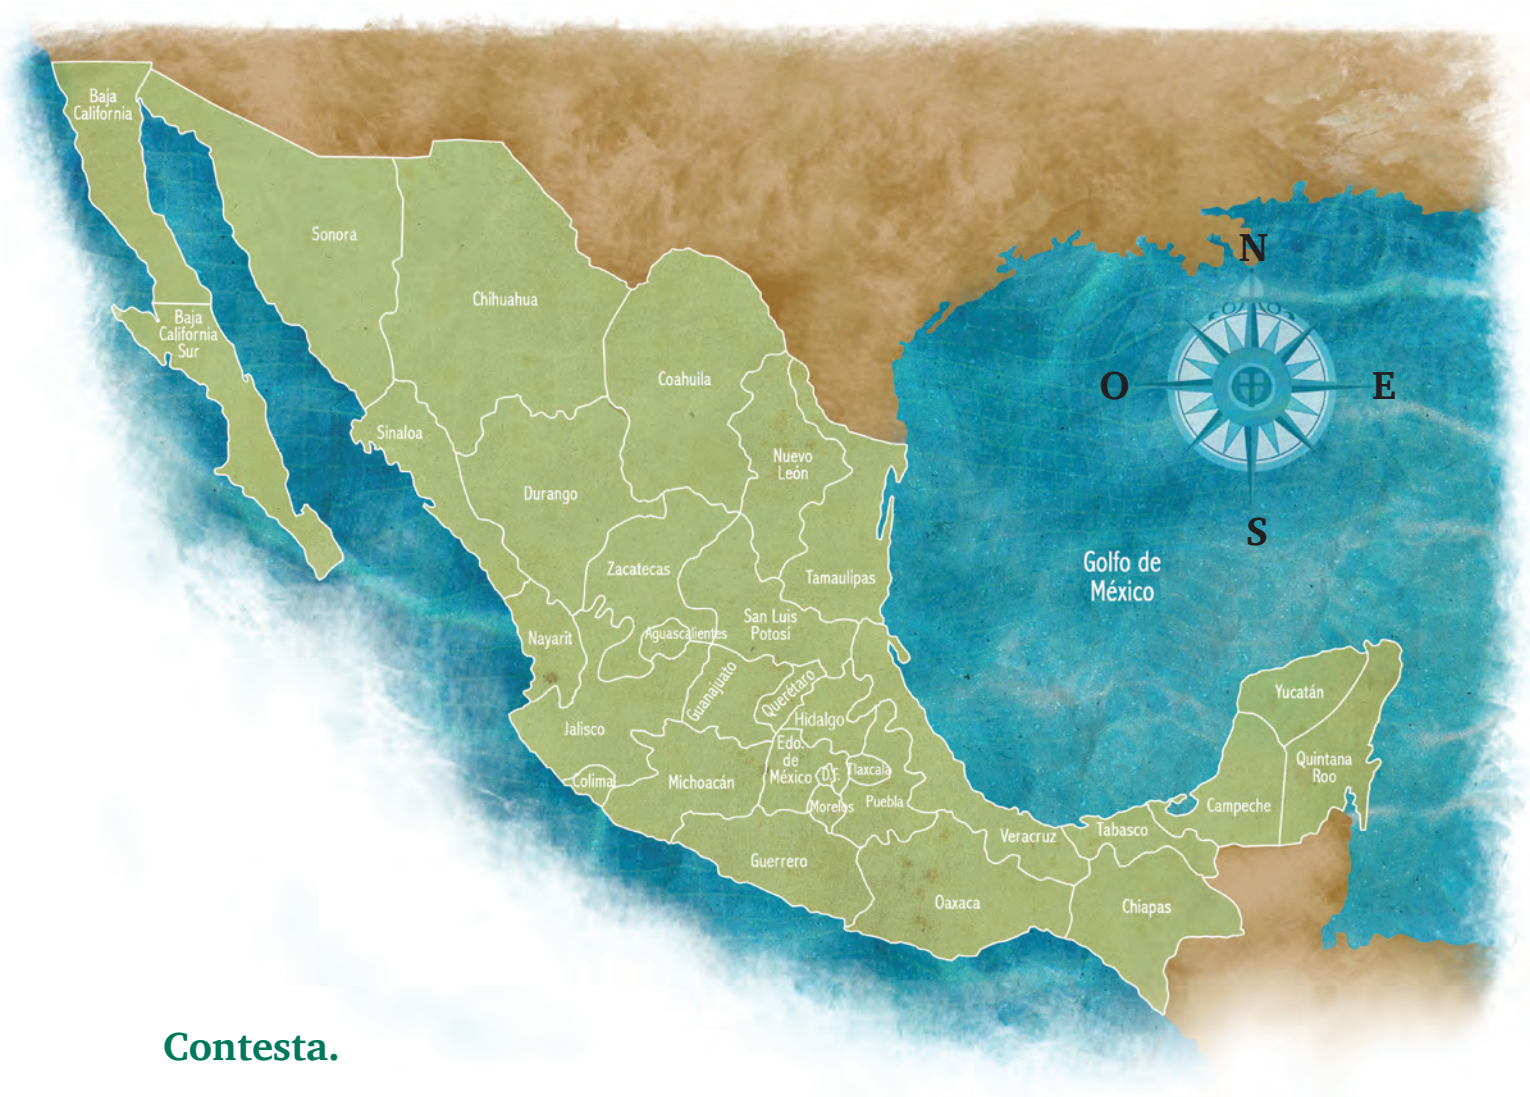 Baja
California
Sonora
N
Chihuahua
Baja
California
Sur
Coahuila
O
E
Sinaloa
Nuevo
León
Durango
S
Golfo de
México
Zacatecas
Tamaulipas
San Luis
Potosí
Nayarit
Aguascalientes
Guanajuato
Querétaro
Yucatán
Hidalgo
Jalisco
Edo.
de
México
D.F.
Tlaxcala
Quintana
Roo
Colima
Michoacán
Morelos
Puebla
Campeche
Veracruz
Tabasco
Guerrero
Oaxaca
Chiapas
Contesta.